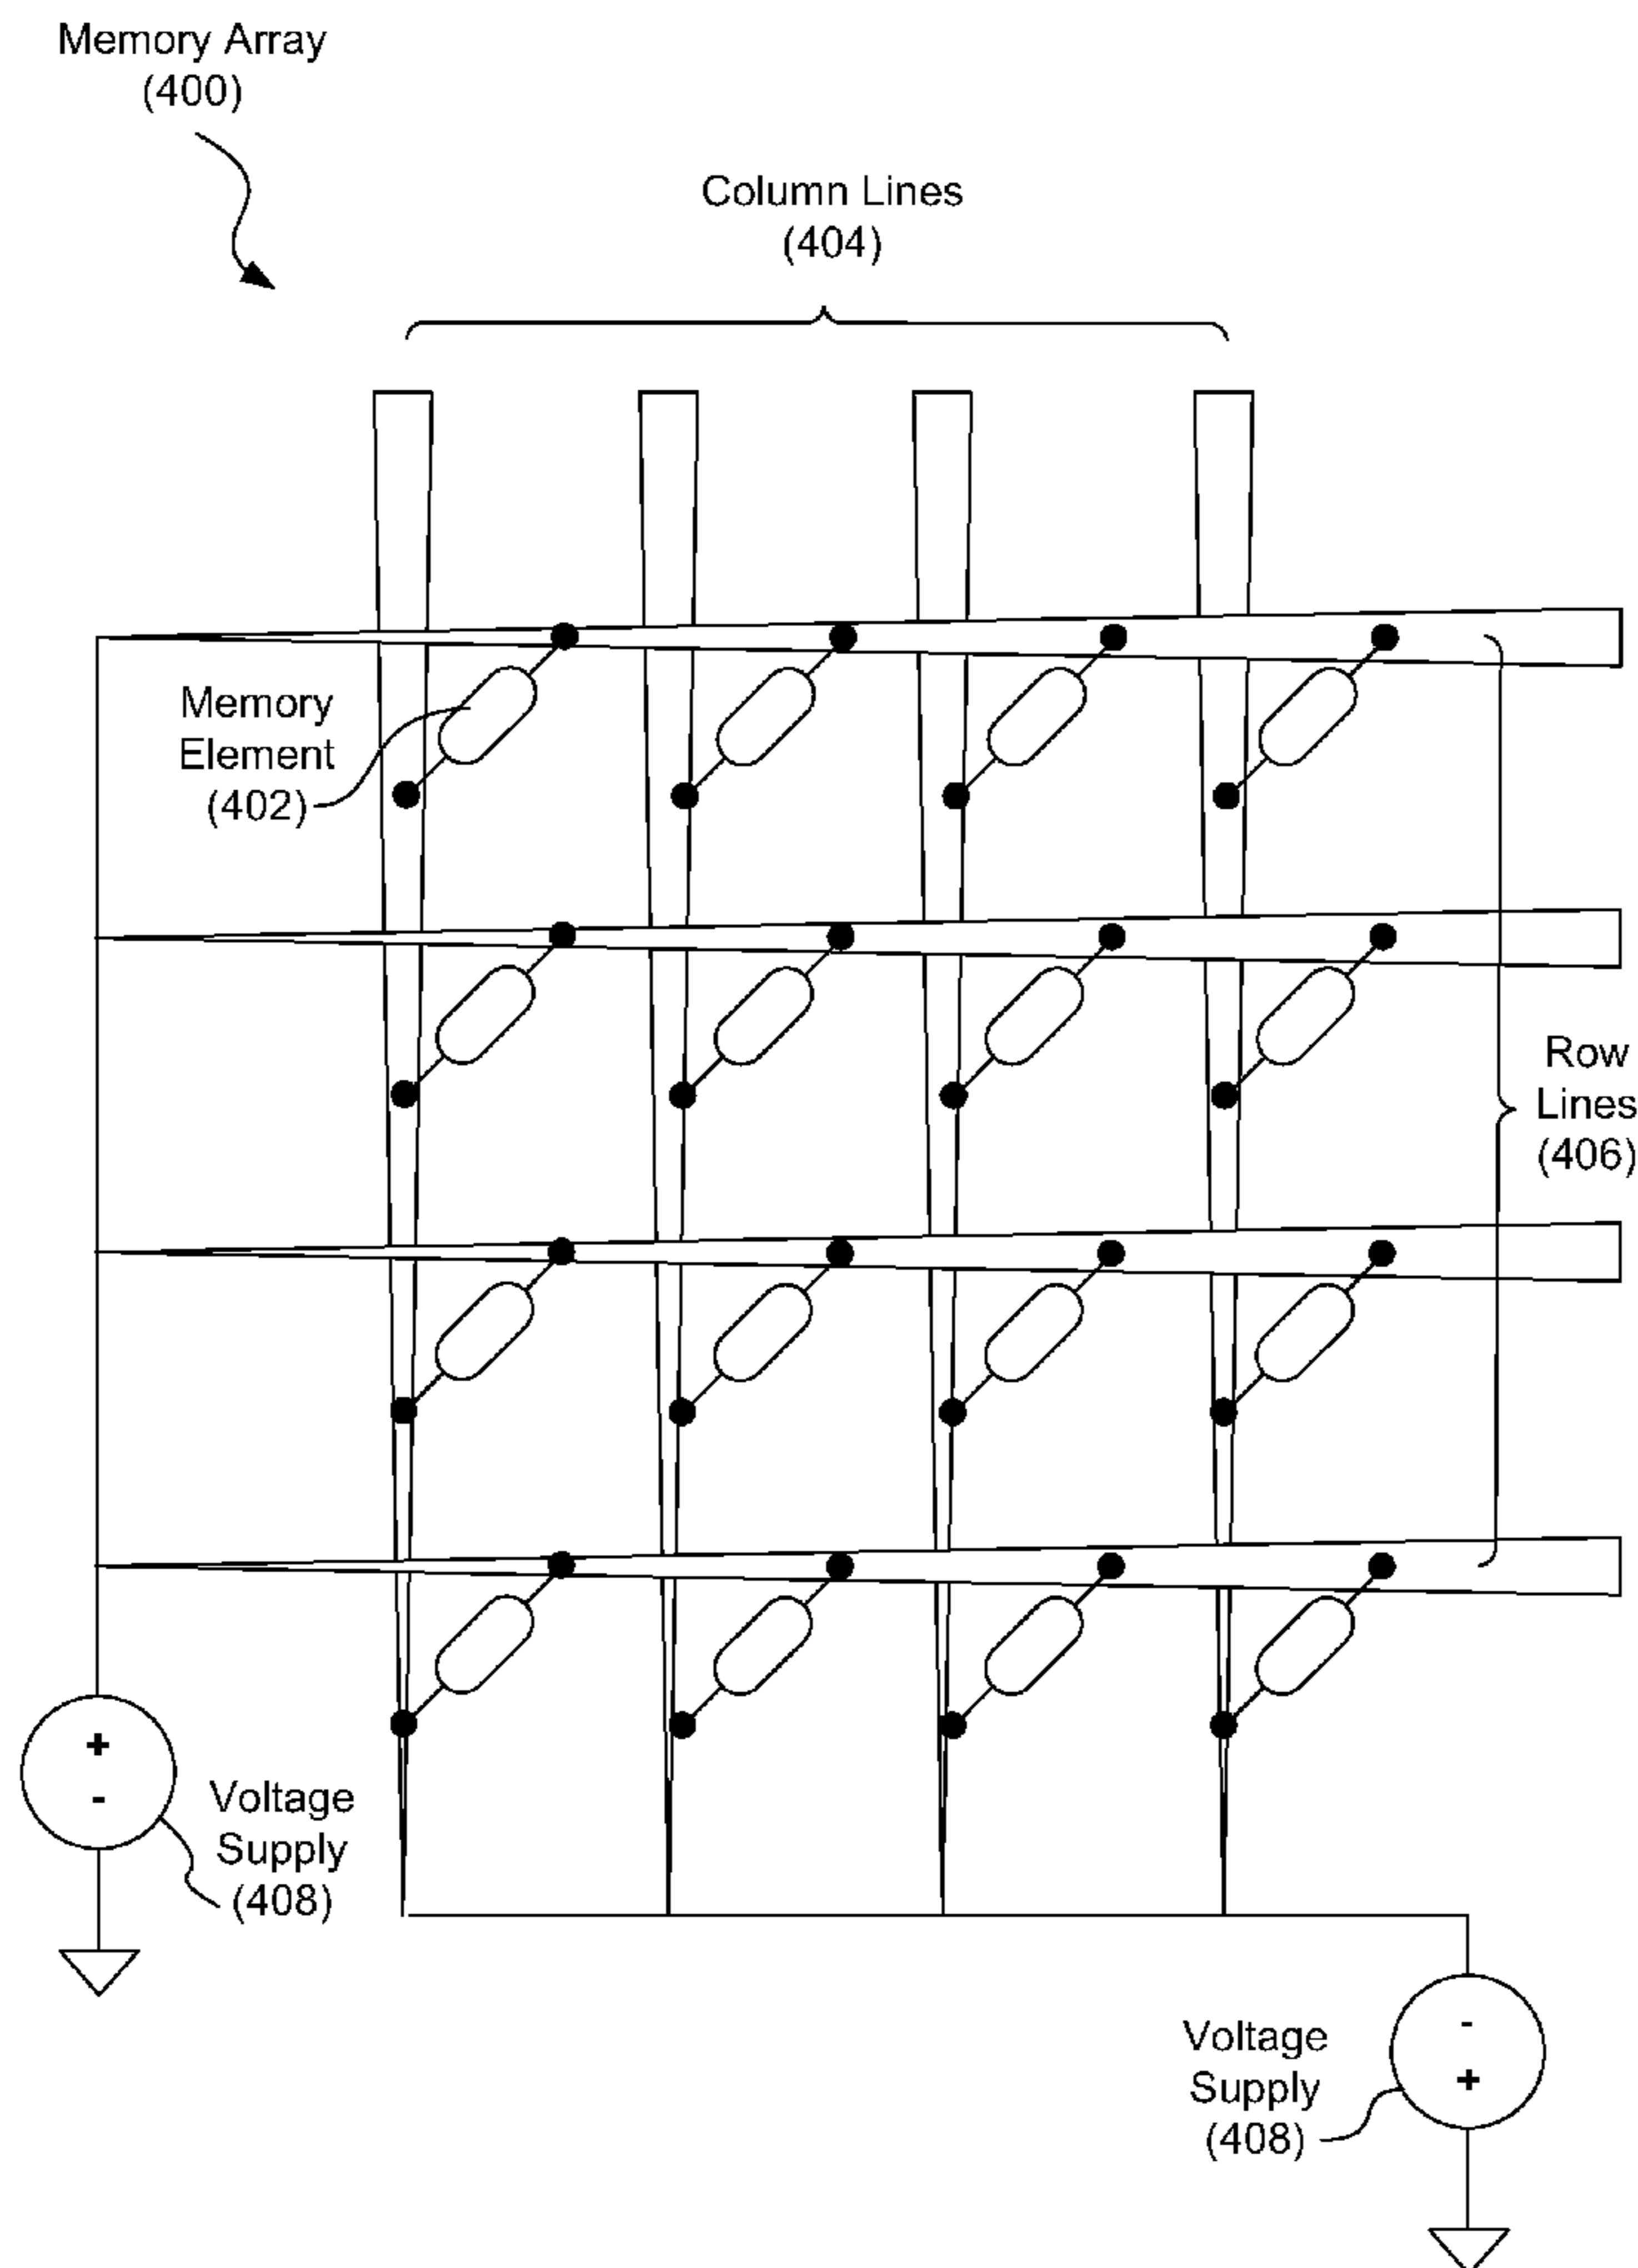 Memory Array
(400)
Column Lines
(404)
Memory
Element
(402)
Row
Lines
(406)
+
-
Voltage
Supply
(408)
Voltage
Supply
(408)
-
+